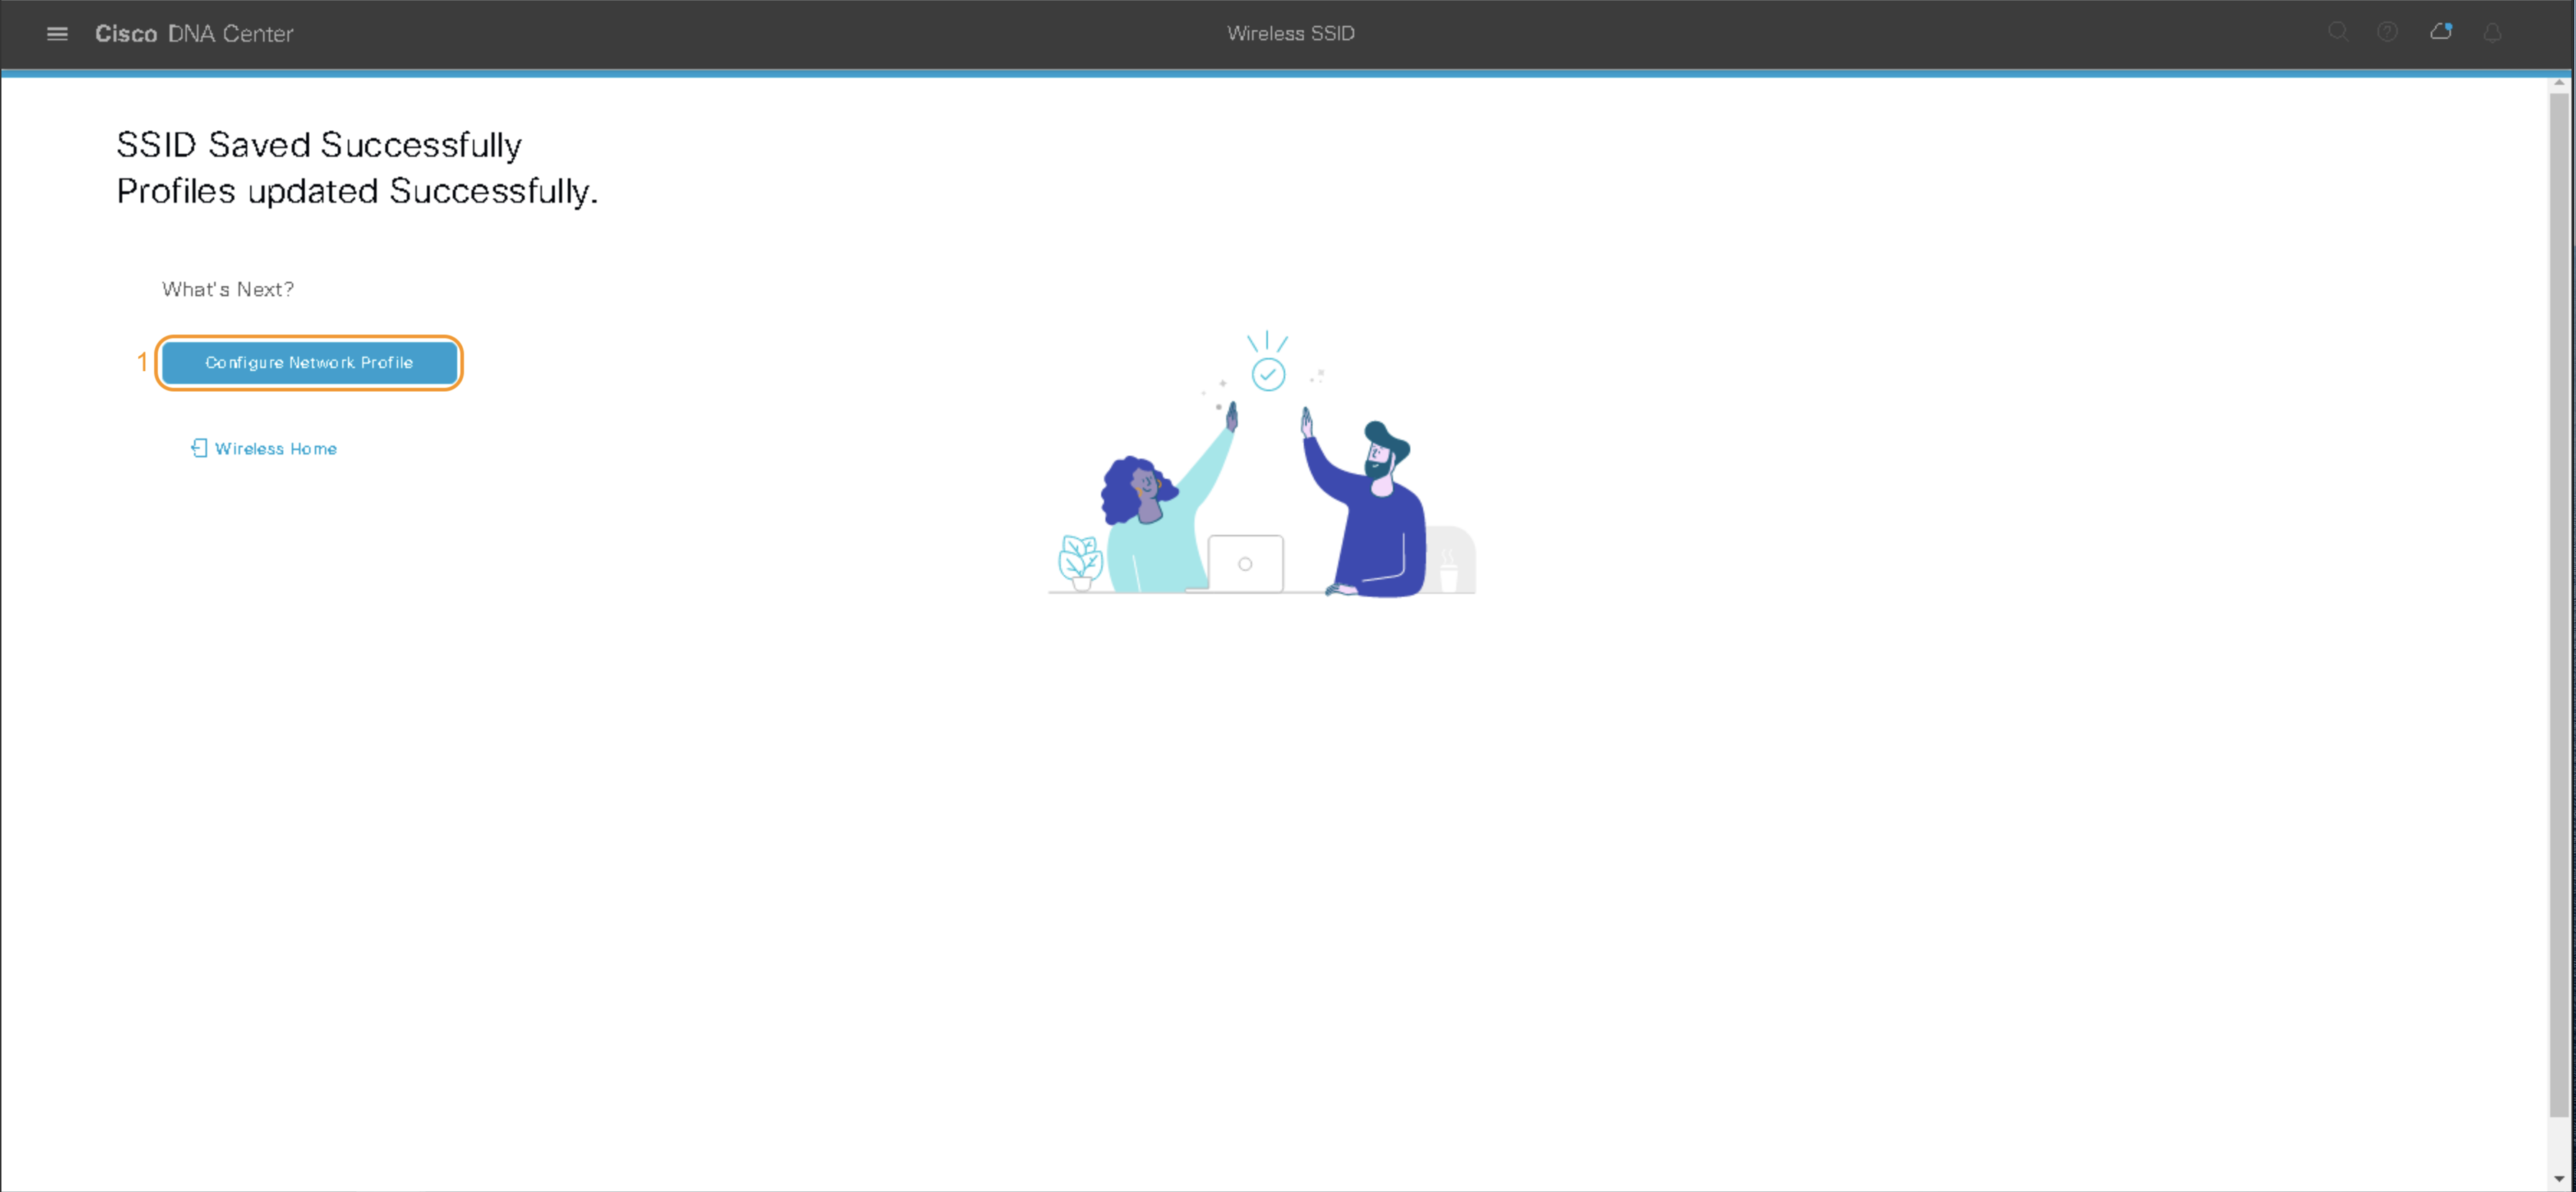 Cisco DNA Center
Wireless SSID
SSID Saved Successfully
Profiles updated Successfully.
What's Next?
1
Configure Network Profile
Wireless Home